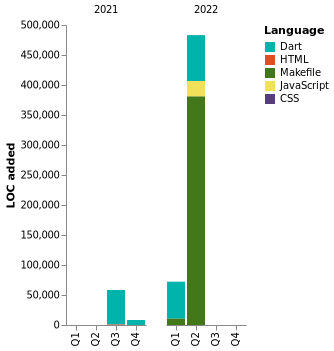 2021 2022
Language
Dart
HTML
Makefile
JavaScript
CSS
LOC added
500,000
450,000
400,000
350,000
300,000
250,000
200,000
150,000
100,000
50,000
0
Q1 Q2 Q3 Q4 Q1 Q2 Q3 Q4